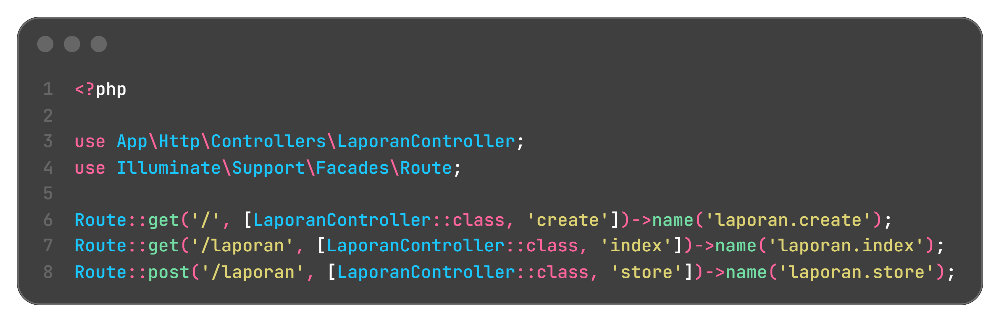 1 <?php
2
3 use App\Http\Controllers\LaporanController;
4 use Illuminate\Support\Facades\Route;
5
6 Route::get('/', [LaporanController::class, 'create'])->name('laporan.create');
7 Route::get('/laporan', [LaporanController::class, 'index'])->name('laporan.index');
8 Route::post('/laporan', [LaporanController::class, 'store'])->name('laporan.store');